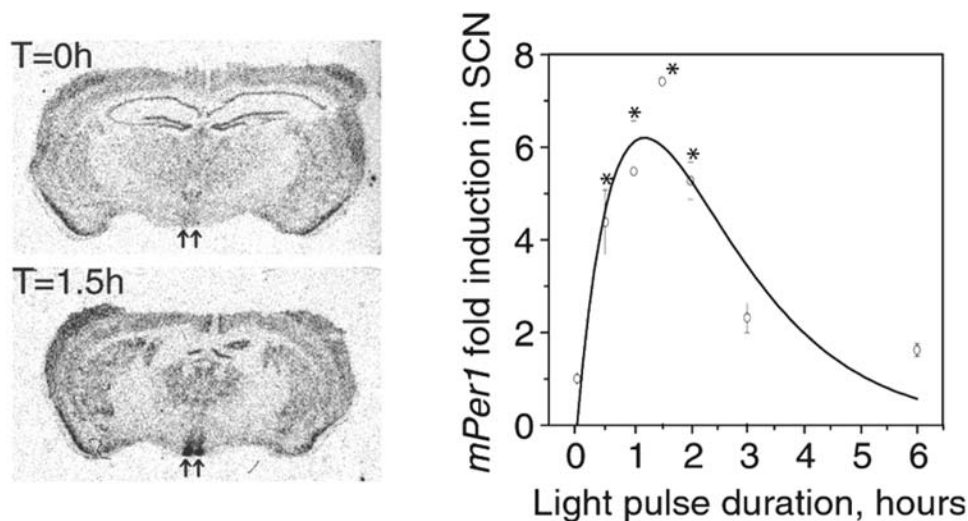 T=0h
↑↑
T=1.5h
↑↑
mPer1 fold induction in SCN
8
6
4
2
0
*
*
*
*
0 1 2 3 4 5 6
Light pulse duration, hours